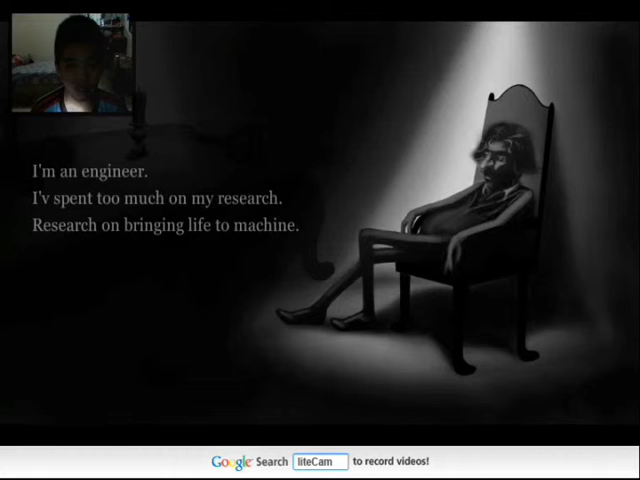 I'm an engineer.
I'v spent too much on my research.
Research on bringing life to machine.
Google Search liteCam to record videos!